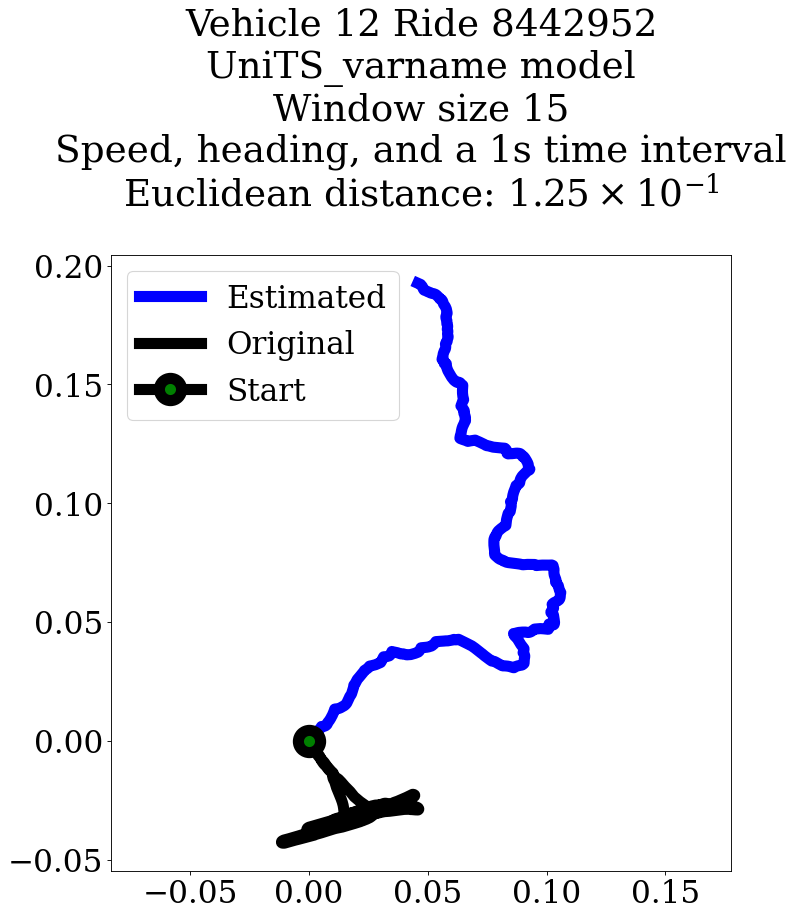 Vehicle 12 Ride 8442952
UniTS_varname model
Window size 15
Speed, heading, and a 1s time interval
Euclidean distance: 1.25 × 10⁻¹
Estimated
Original
Start
0.20
0.15
0.10
0.05
0.00
−0.05
−0.05 0.00 0.05 0.10 0.15